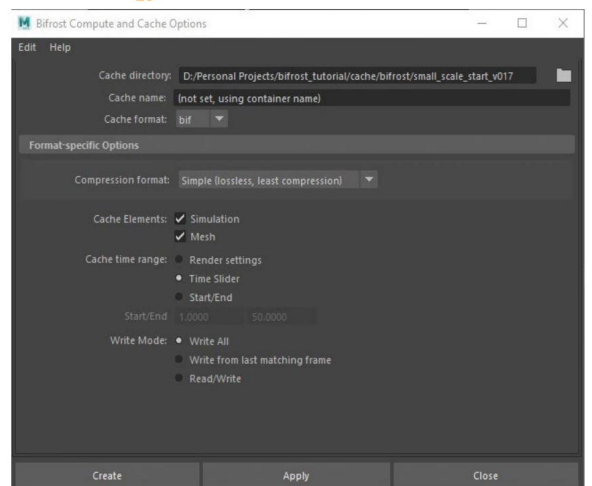 Bifrost Compute and Cache Options
Edit Help
Cache directory: D:/Personal Projects/bifrost_tutorial/cache/bifrost/small_scale_start_v017
Cache name: (not set, using container name)
Cache format: bif
Format-specific Options
Compression format: Simple (lossless, least compression)
Cache Elements: Simulation
Mesh
Cache time range: Render settings
Time Slider
Start/End
Start/End 1.0000 50.0000
Write Mode: Write All
Write from last matching frame
Read/Write
Create Apply Close